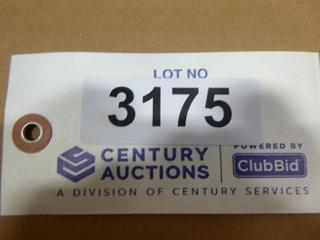 LOT NO
3175
CENTURY AUCTIONS
POWERED BY
ClubBid
A DIVISION OF CENTURY SERVICES